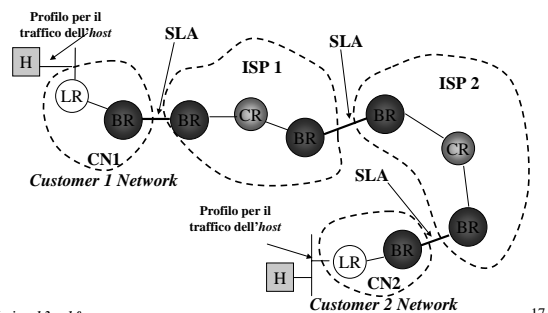 Profilo per il
traffico dell'host
SLA
SLA
ISP 1
ISP 2
H
LR
BR
BR
CR
BR
BR
CR
BR
CN1
Customer 1 Network
SLA
Profilo per il
traffico dell'host
H
LR
BR
CN2
Customer 2 Network
17